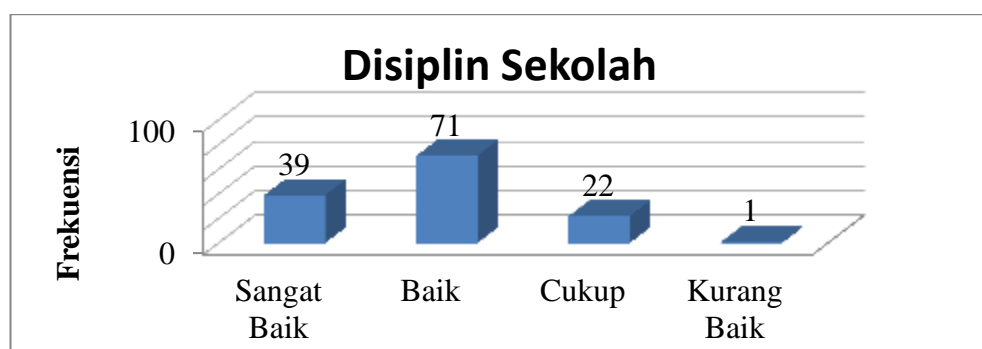 Disiplin Sekolah
Frekuensi
100
0
39
71
22
1
Sangat
Baik
Baik
Cukup
Kurang
Baik